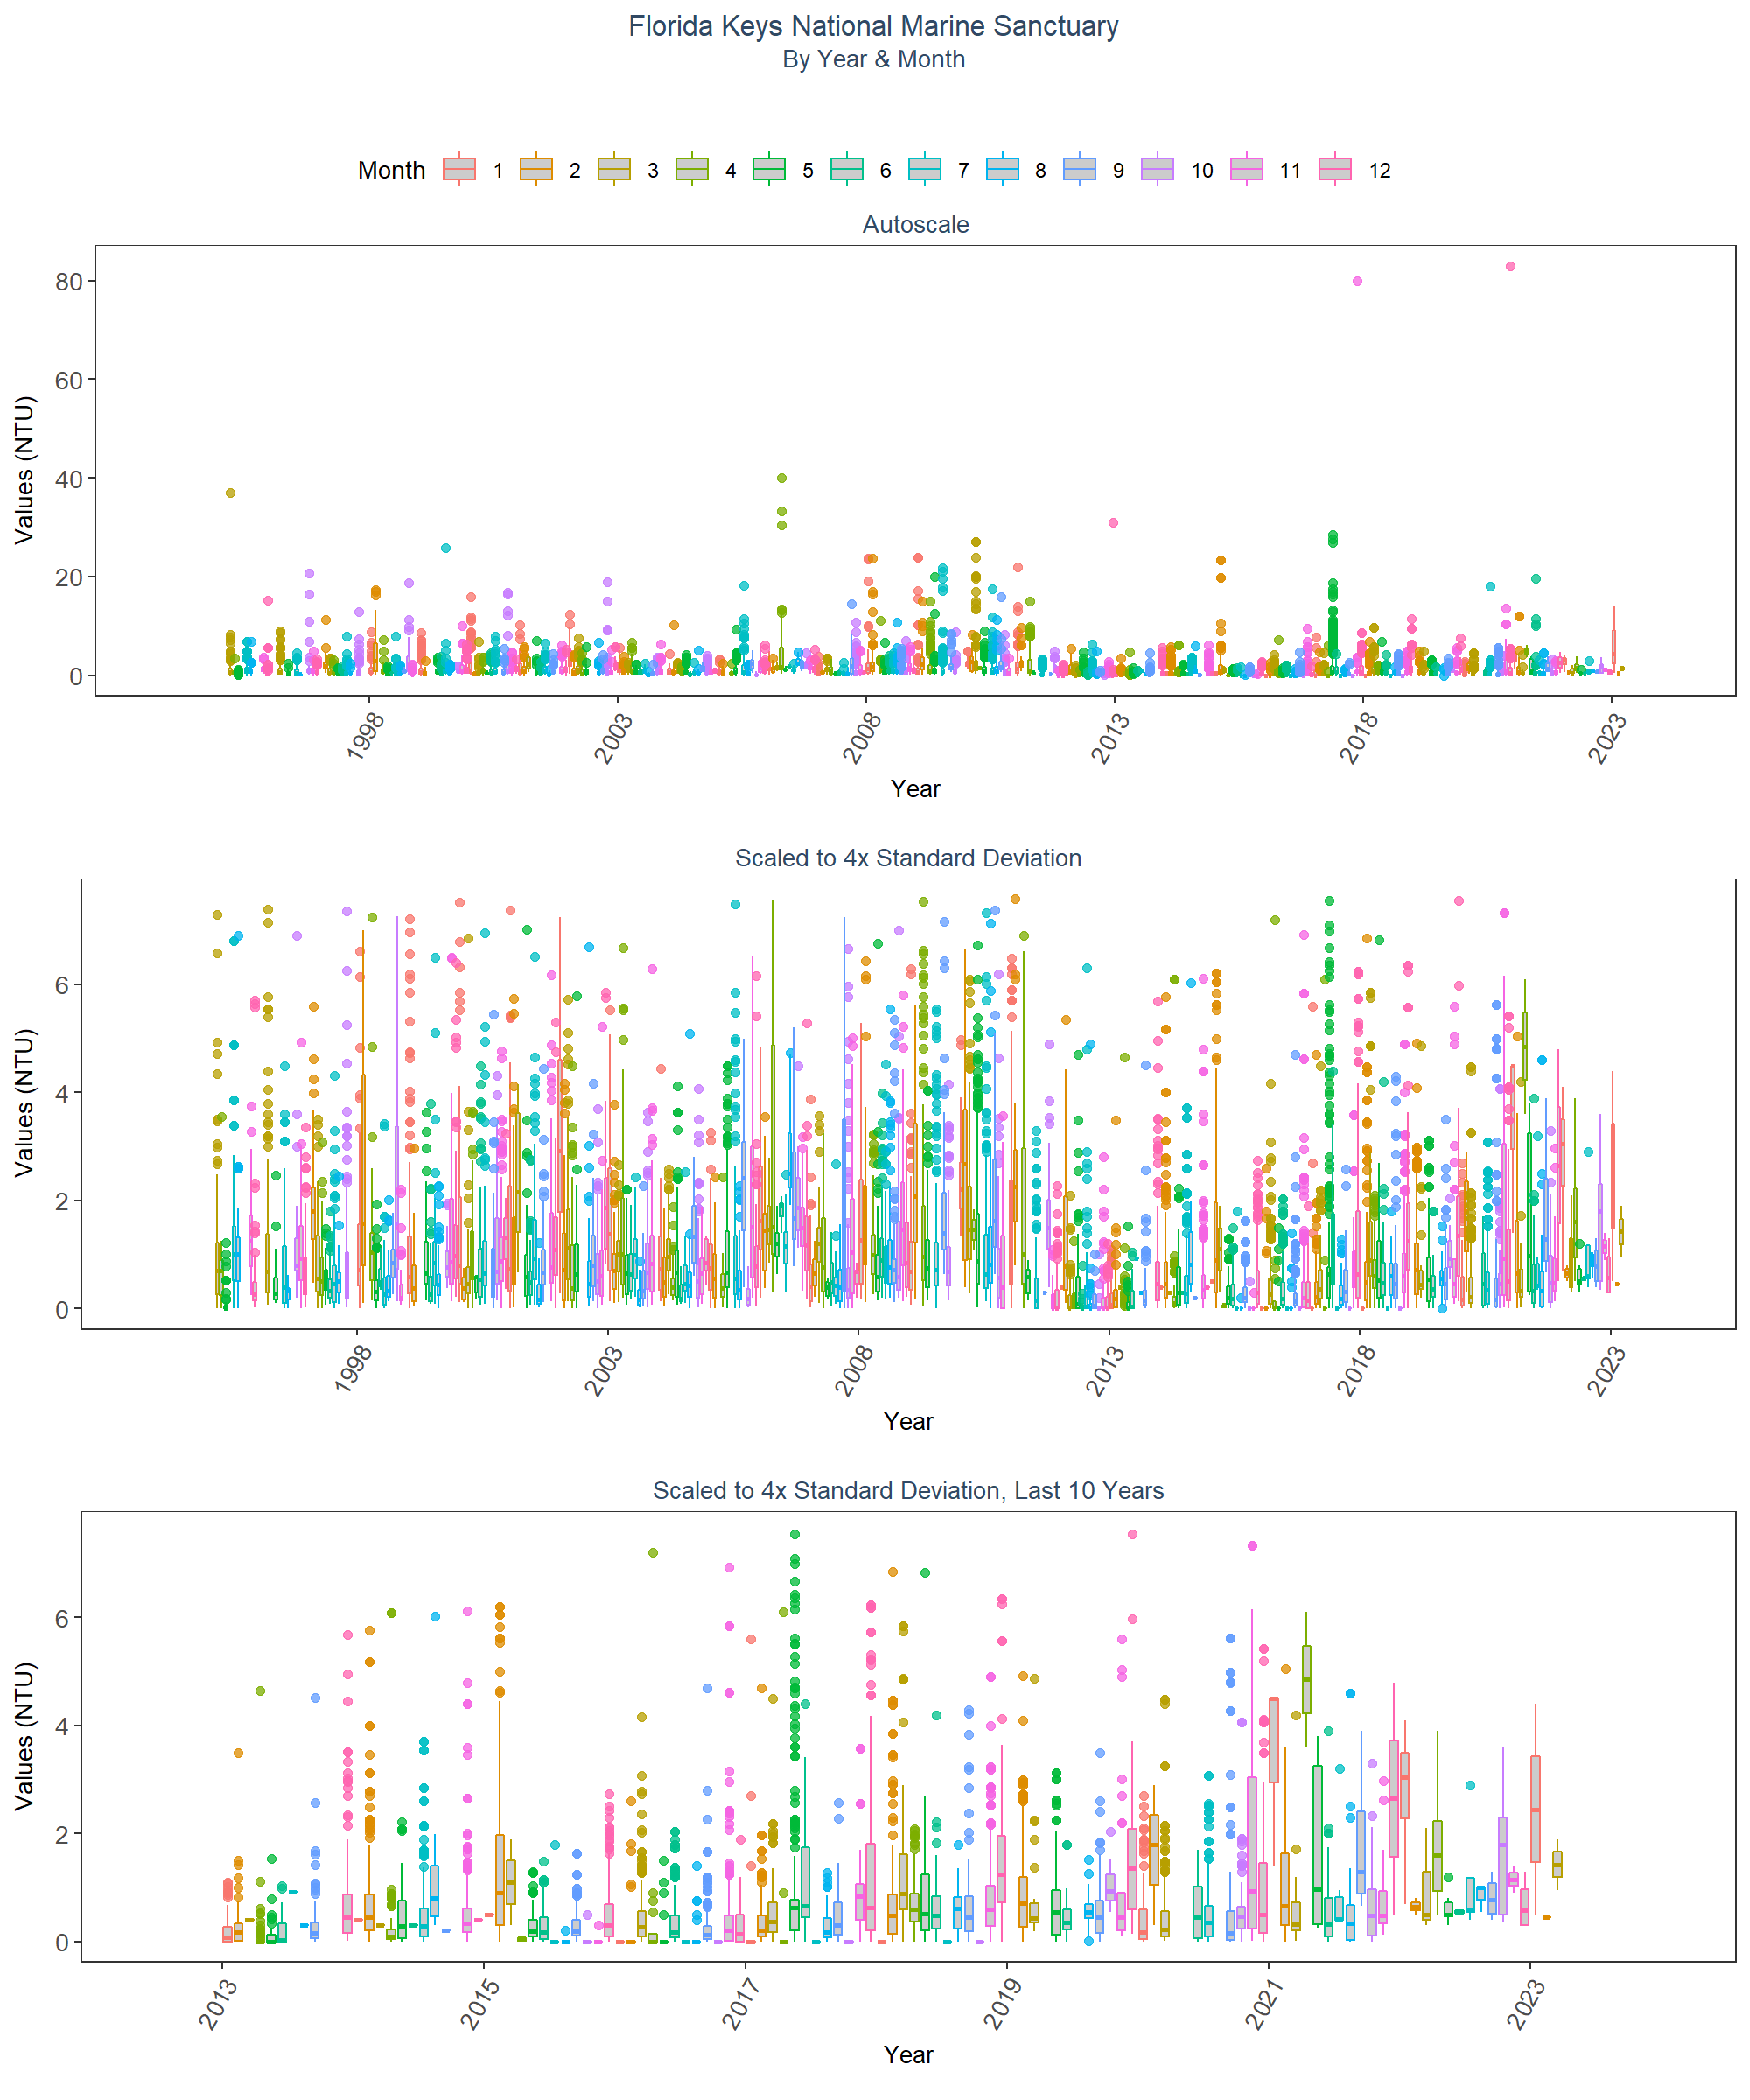 Florida Keys National Marine Sanctuary
By Year & Month
Month 1 2 3 4 5 6 7 8 9 10 11 12
Autoscale
Values (NTU)
80
60
40
20
0
1998 2003 2008 2013 2018 2023
Year
Scaled to 4x Standard Deviation
Values (NTU)
6
4
2
0
1998 2003 2008 2013 2018 2023
Year
Scaled to 4x Standard Deviation, Last 10 Years
Values (NTU)
6
4
2
0
2013 2015 2017 2019 2021 2023
Year